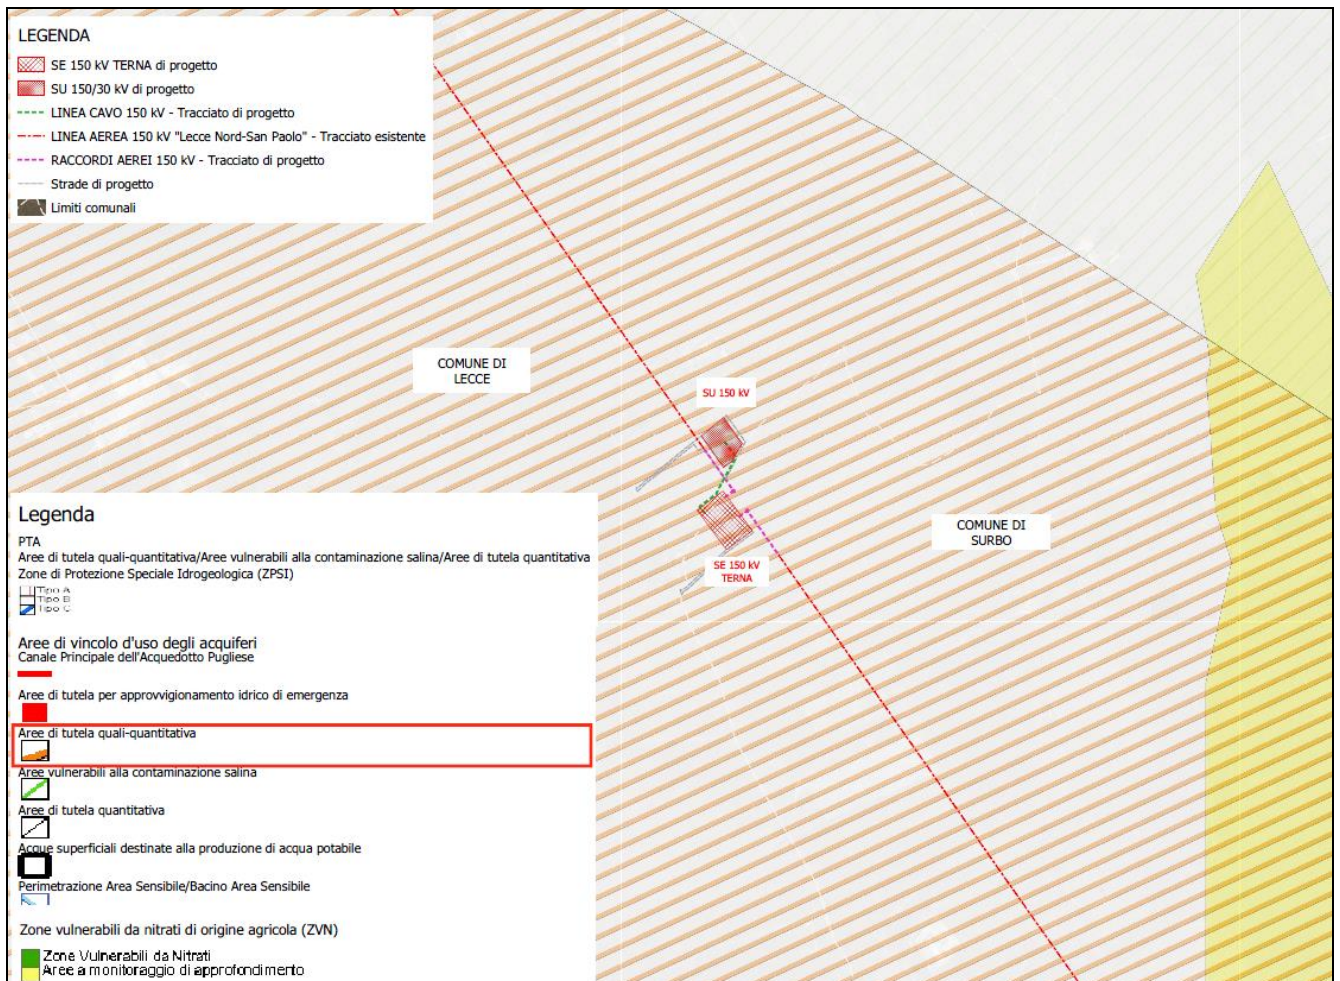 LEGENDA
SE 150 kV TERNA di progetto
SU 150/30 kV di progetto
LINEA CAVO 150 kV - Tracciato di progetto
LINEA AEREA 150 kV "Lecce Nord-San Paolo" - Tracciato esistente
RACCORDI AEREI 150 kV - Tracciato di progetto
Strade di progetto
Limiti comunali
COMUNE DI
LECCE
SU 150 kV
COMUNE DI
SURBO
SE 150 kV
TERNA
Legenda
PTA
Aree di tutela quali-quantitativa/Aree vulnerabili alla contaminazione salina/Aree di tutela quantitativa
Zone di Protezione Speciale Idrogeologica (ZPSI)
Tipo A
Tipo B
Tipo C
Aree di vincolo d'uso degli acquiferi
Canale Principale dell'Acquedotto Pugliese
Aree di tutela per approvvigionamento idrico di emergenza
Aree di tutela quali-quantitativa
Aree vulnerabili alla contaminazione salina
Aree di tutela quantitativa
Acque superficiali destinate alla produzione di acqua potabile
Perimetrazione Area Sensibile/Bacino Area Sensibile
Zone vulnerabili da nitrati di origine agricola (ZVN)
Zone Vulnerabili da Nitrati
Aree a monitoraggio di approfondimento